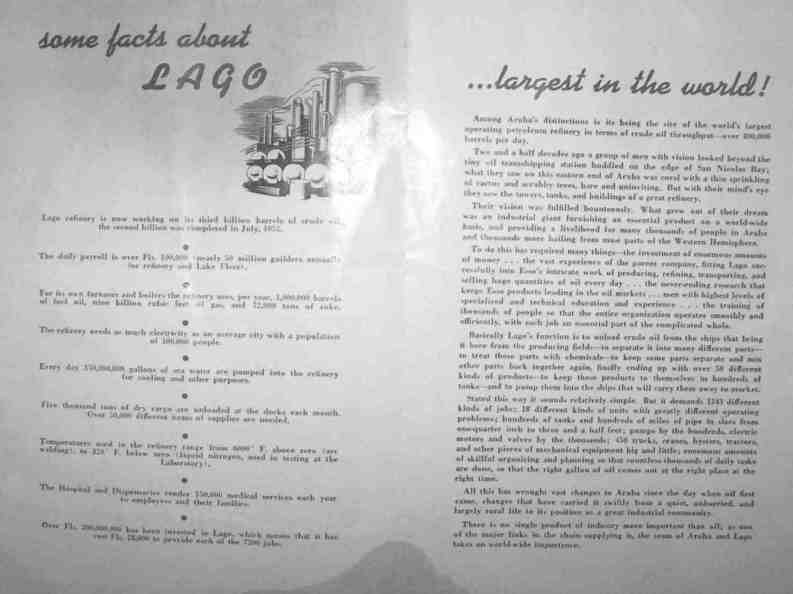 some facts about
LAGO
Lago refinery is now working on its third billion barrels of crude oil,
the second billion was completed in July, 1952.
The daily payroll is over Fls. 100,000 (nearly 50 million guilders annually
for refinery and Lake Fleet).
For its own furnaces and boilers the refinery uses, per year, 1,000,000 barrels
of fuel oil, nine billion cubic feet of gas, and 72,000 tons of coke.
The refinery needs as much electricity as an average city with a population
of 100,000 people.
Every day 350,000,000 gallons of sea water are pumped into the refinery
for cooling and other purposes.
Five thousand tons of dry cargo are unloaded at the docks each month.
Over 50,000 different items of supplies are needed.
Temperatures used in the refinery range from 6000° F. above zero (arc
welding), to 320° F. below zero (liquid nitrogen, used in testing at the
Laboratory).
The Hospital and Dispensaries render 350,000 medical services each year
to employees and their families.
Over Fls. 200,000,000 has been invested in Lago, which means that it has
cost Fls. 28,000 to provide each of the 7200 jobs.
...largest in the world!
Among Aruba's distinctions is its being the site of the world's largest
operating petroleum refinery in terms of crude oil throughput—over 400,000
barrels per day.
Two and a half decades ago a group of men with vision looked beyond the
tiny oil transshipping station huddled on the edge of San Nicolas Bay;
what they saw on this eastern end of Aruba was coral with a thin sprinkling
of cactus and scrubby trees, bare and uninviting. But with their mind's eye
they saw the towers, tanks, and buildings of a great refinery.
Their vision was fulfilled bounteously. What grew out of their dream
was an industrial giant furnishing an essential product on a world-wide
basis, and providing a livelihood for many thousands of people in Aruba
and thousands more hailing from most parts of the Western Hemisphere.
To do this has required many things—the investment of enormous amounts
of money . . . the vast experience of the parent company, fitting Lago suc-
cessfully into Esso's intricate work of producing, refining, transporting, and
selling huge quantities of oil every day . . . the never-ending research that
keeps Esso products leading in the oil markets . . . men with highest levels of
specialized and technical education and experience . . . the training of
thousands of people so that the entire organization operates smoothly and
efficiently, with each job an essential part of the complicated whole.
Basically Lago's function is to unload crude oil from the ships that bring
it here from the producing fields—to separate it into many different parts—
to treat these parts with chemicals—to keep some parts separate and mix
other parts back together again, finally ending up with over 50 different
kinds of products—to keep these products to themselves in hundreds of
tanks—and to pump them into the ships that will carry them away to market.
Stated this way it sounds relatively simple. But it demands 1243 different
kinds of jobs; 18 different kinds of units with greatly different operating
problems; hundreds of tanks and hundreds of miles of pipe in sizes from
one-quarter inch to three and a half feet; pumps by the hundreds, electric
motors and valves by the thousands; 450 trucks, cranes, hysters, tractors,
and other pieces of mechanical equipment big and little; enormous amounts
of skillful organizing and planning so that countless thousands of daily tasks
are done, so that the right gallon of oil comes out at the right place at the
right time.
All this has wrought vast changes in Aruba since the day when oil first
came, changes that have carried it swiftly from a quiet, unhurried, and
largely rural life to its position as a great industrial community.
There is no single product of industry more important than oil; as one
of the major links in the chain supplying it, the team of Aruba and Lago
takes on world-wide importance.